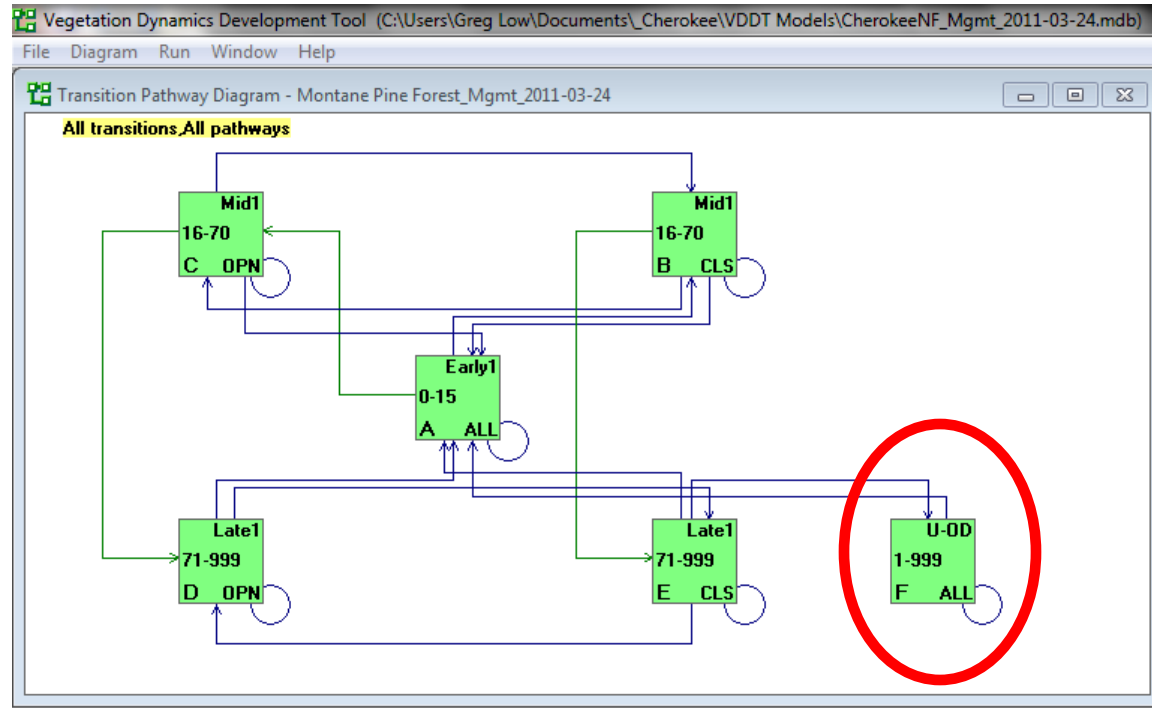 Vegetation Dynamics Development Tool (C:\Users\Greg Low\Documents\_Cherokee\VDDT Models\CherokeeNF_Mgmt_2011-03-24.mdb)
File Diagram Run Window Help
Transition Pathway Diagram - Montane Pine Forest_Mgmt_2011-03-24
All transitions,All pathways
Mid1
16-70
C OPN
Mid1
16-70
B CLS
Early1
0-15
A ALL
Late1
71-999
D OPN
Late1
71-999
E CLS
U-OD
1-999
F ALL